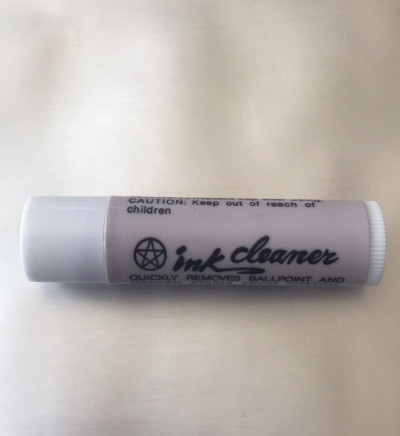 CAUTION: Keep out of reach of
children
ink cleaner
QUICKLY REMOVES BALLPOINT AND